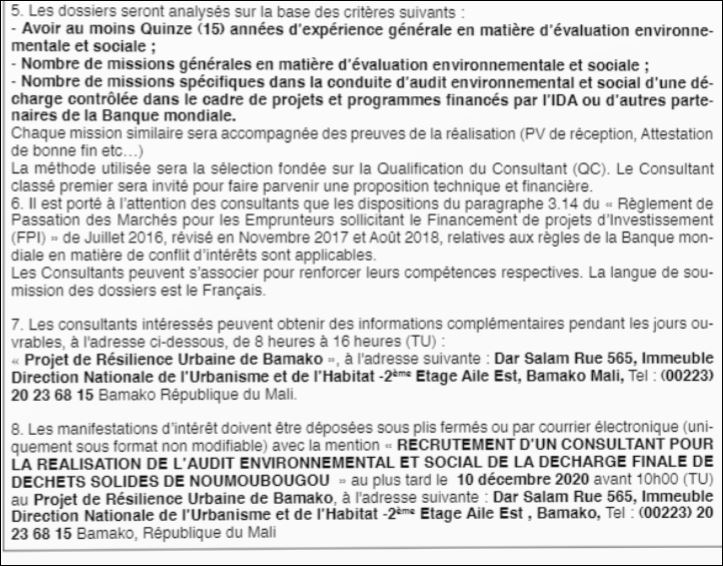 5. Les dossiers seront analysés sur la base des critères suivants :
- Avoir au moins Quinze (15) années d'expérience générale en matière d'évaluation environne-
mentale et sociale ;
- Nombre de missions générales en matière d'évaluation environnementale et sociale ;
- Nombre de missions spécifiques dans la conduite d'audit environnemental et social d'une dé-
charge contrôlée dans le cadre de projets et programmes financés par l'IDA ou d'autres parte-
naires de la Banque mondiale.
Chaque mission similaire sera accompagnée des preuves de la réalisation (PV de réception, Attestation
de bonne fin etc...)
La méthode utilisée sera la sélection fondée sur la Qualification du Consultant (QC). Le Consultant
classé premier sera invité pour faire parvenir une proposition technique et financière.
6. Il est porté à l'attention des consultants que les dispositions du paragraphe 3.14 du « Règlement de
Passation des Marchés pour les Emprunteurs sollicitant le Financement de projets d'Investissement
(FPI) » de Juillet 2016, révisé en Novembre 2017 et Août 2018, relatives aux règles de la Banque mon-
diale en matière de conflit d'intérêts sont applicables.
Les Consultants peuvent s'associer pour renforcer leurs compétences respectives. La langue de sou-
mission des dossiers est le Français.
7. Les consultants intéressés peuvent obtenir des informations complémentaires pendant les jours ou-
vrables, à l'adresse ci-dessous, de 8 heures à 16 heures (TU) :
« Projet de Résilience Urbaine de Bamako », à l'adresse suivante : Dar Salam Rue 565, Immeuble
Direction Nationale de l'Urbanisme et de l'Habitat -2ème Etage Aile Est, Bamako Mali, Tel : (00223)
20 23 68 15 Bamako République du Mali.
8. Les manifestations d'intérêt doivent être déposées sous plis fermés ou par courrier électronique (uni-
quement sous format non modifiable) avec la mention « RECRUTEMENT D'UN CONSULTANT POUR
LA REALISATION DE L'AUDIT ENVIRONNEMENTAL ET SOCIAL DE LA DECHARGE FINALE DE
DECHETS SOLIDES DE NOUMOUBOUGOU » au plus tard le 10 décembre 2020 avant 10h00 (TU)
au Projet de Résilience Urbaine de Bamako, à l'adresse suivante : Dar Salam Rue 565, Immeuble
Direction Nationale de l'Urbanisme et de l'Habitat -2ème Etage Aile Est , Bamako, Tel : (00223) 20
23 68 15 Bamako, République du Mali